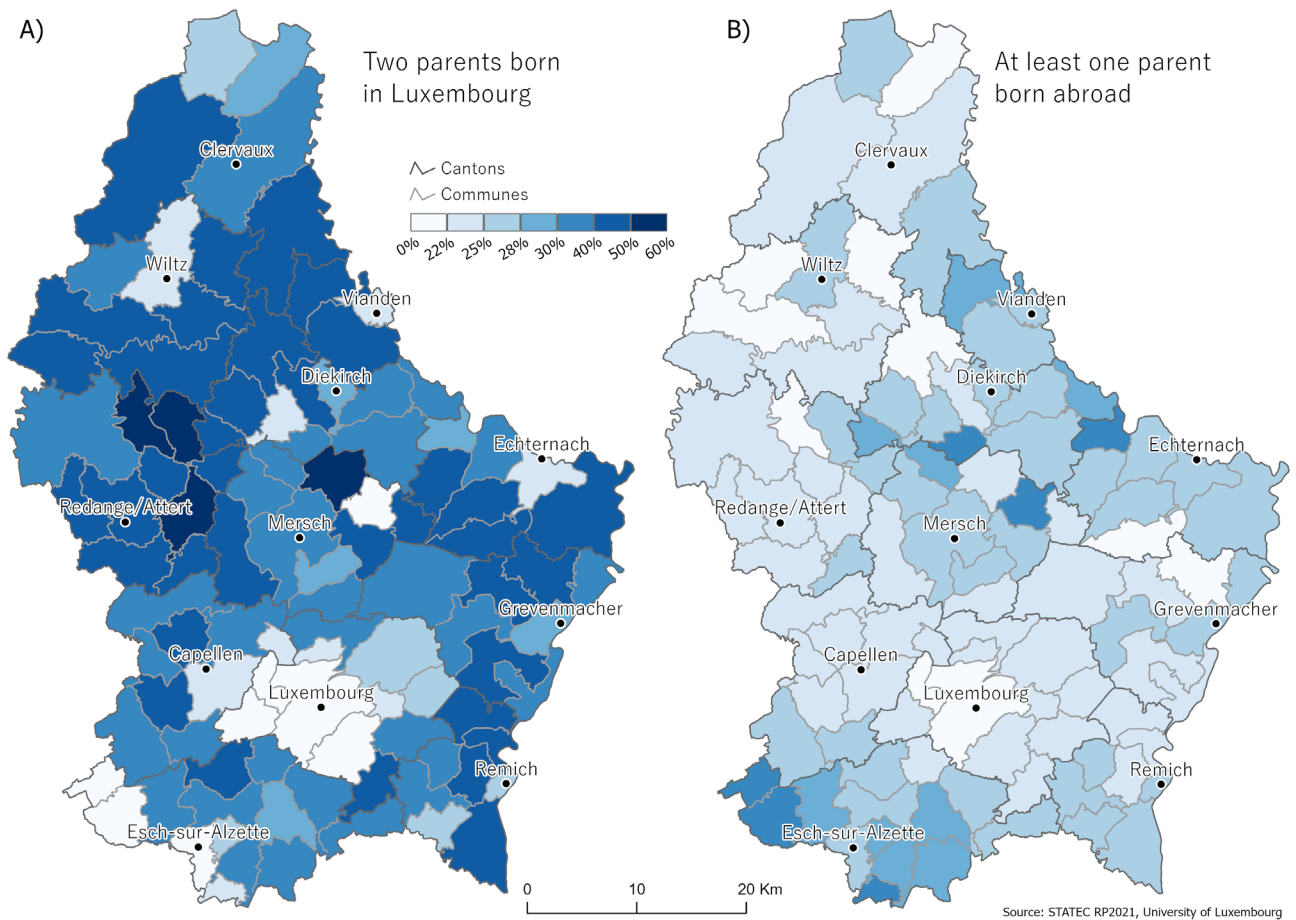 A)
Two parents born
in Luxembourg
Cantons
Communes
0%
22%
25%
28%
30%
40%
50%
60%
Clervaux
Wiltz
Vianden
Diekirch
Echternach
Redange/Attert
Mersch
Grevenmacher
Capellen
Luxembourg
Remich
Esch-sur-Alzette
B)
At least one parent
born abroad
Clervaux
Wiltz
Vianden
Diekirch
Echternach
Redange/Attert
Mersch
Grevenmacher
Capellen
Luxembourg
Remich
Esch-sur-Alzette
0 10 20 Km
Source: STATEC RP2021, University of Luxembourg